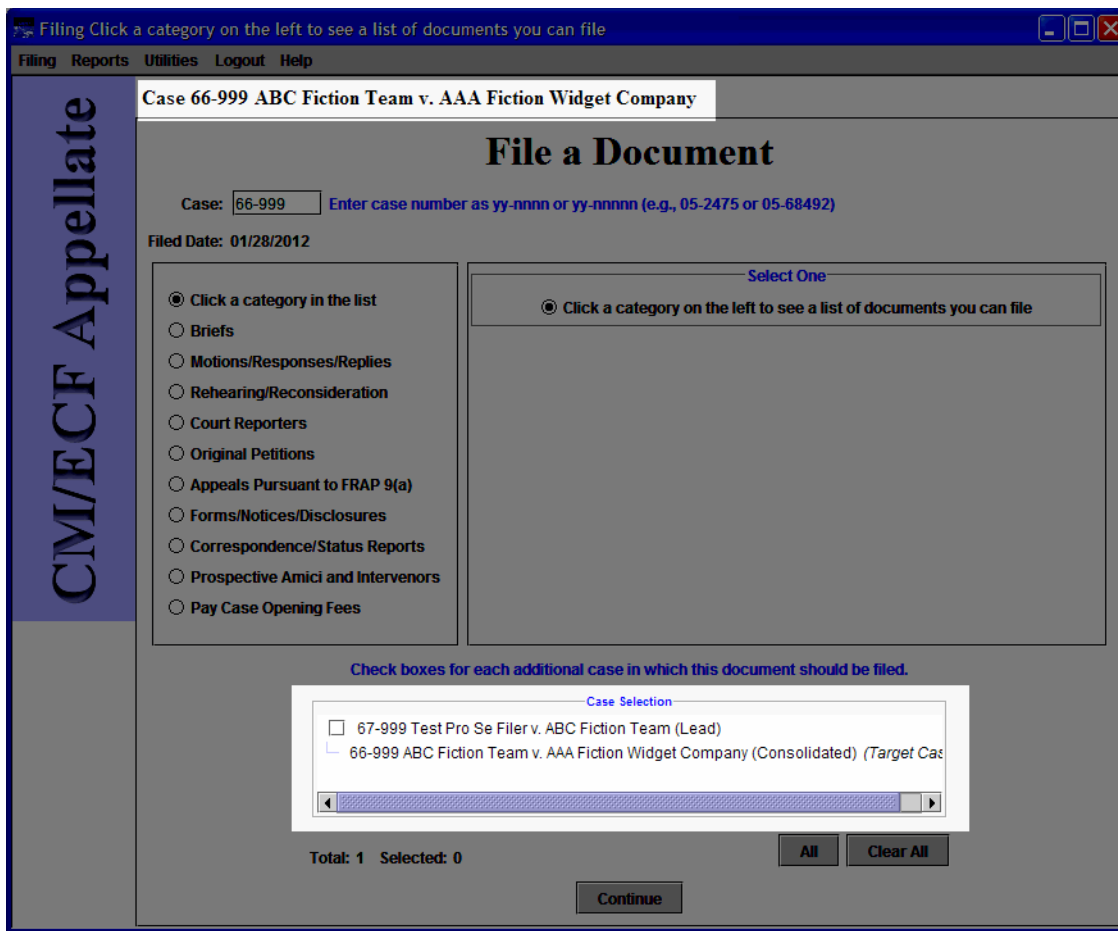 Filing Click a category on the left to see a list of documents you can file
Filing Reports Utilities Logout Help
CM/ECF Appellate
Case 66-999 ABC Fiction Team v. AAA Fiction Widget Company
File a Document
Case: 66-999 Enter case number as yy-nnnn or yy-nnnnn (e.g., 05-2475 or 05-68492)
Filed Date: 01/28/2012
Click a category in the list
Briefs
Motions/Responses/Replies
Rehearing/Reconsideration
Court Reporters
Original Petitions
Appeals Pursuant to FRAP 9(a)
Forms/Notices/Disclosures
Correspondence/Status Reports
Prospective Amici and Intervenors
Pay Case Opening Fees
Select One
Click a category on the left to see a list of documents you can file
Check boxes for each additional case in which this document should be filed.
Case Selection
67-999 Test Pro Se Filer v. ABC Fiction Team (Lead)
66-999 ABC Fiction Team v. AAA Fiction Widget Company (Consolidated) (Target Cas
Total: 1 Selected: 0
All Clear All
Continue